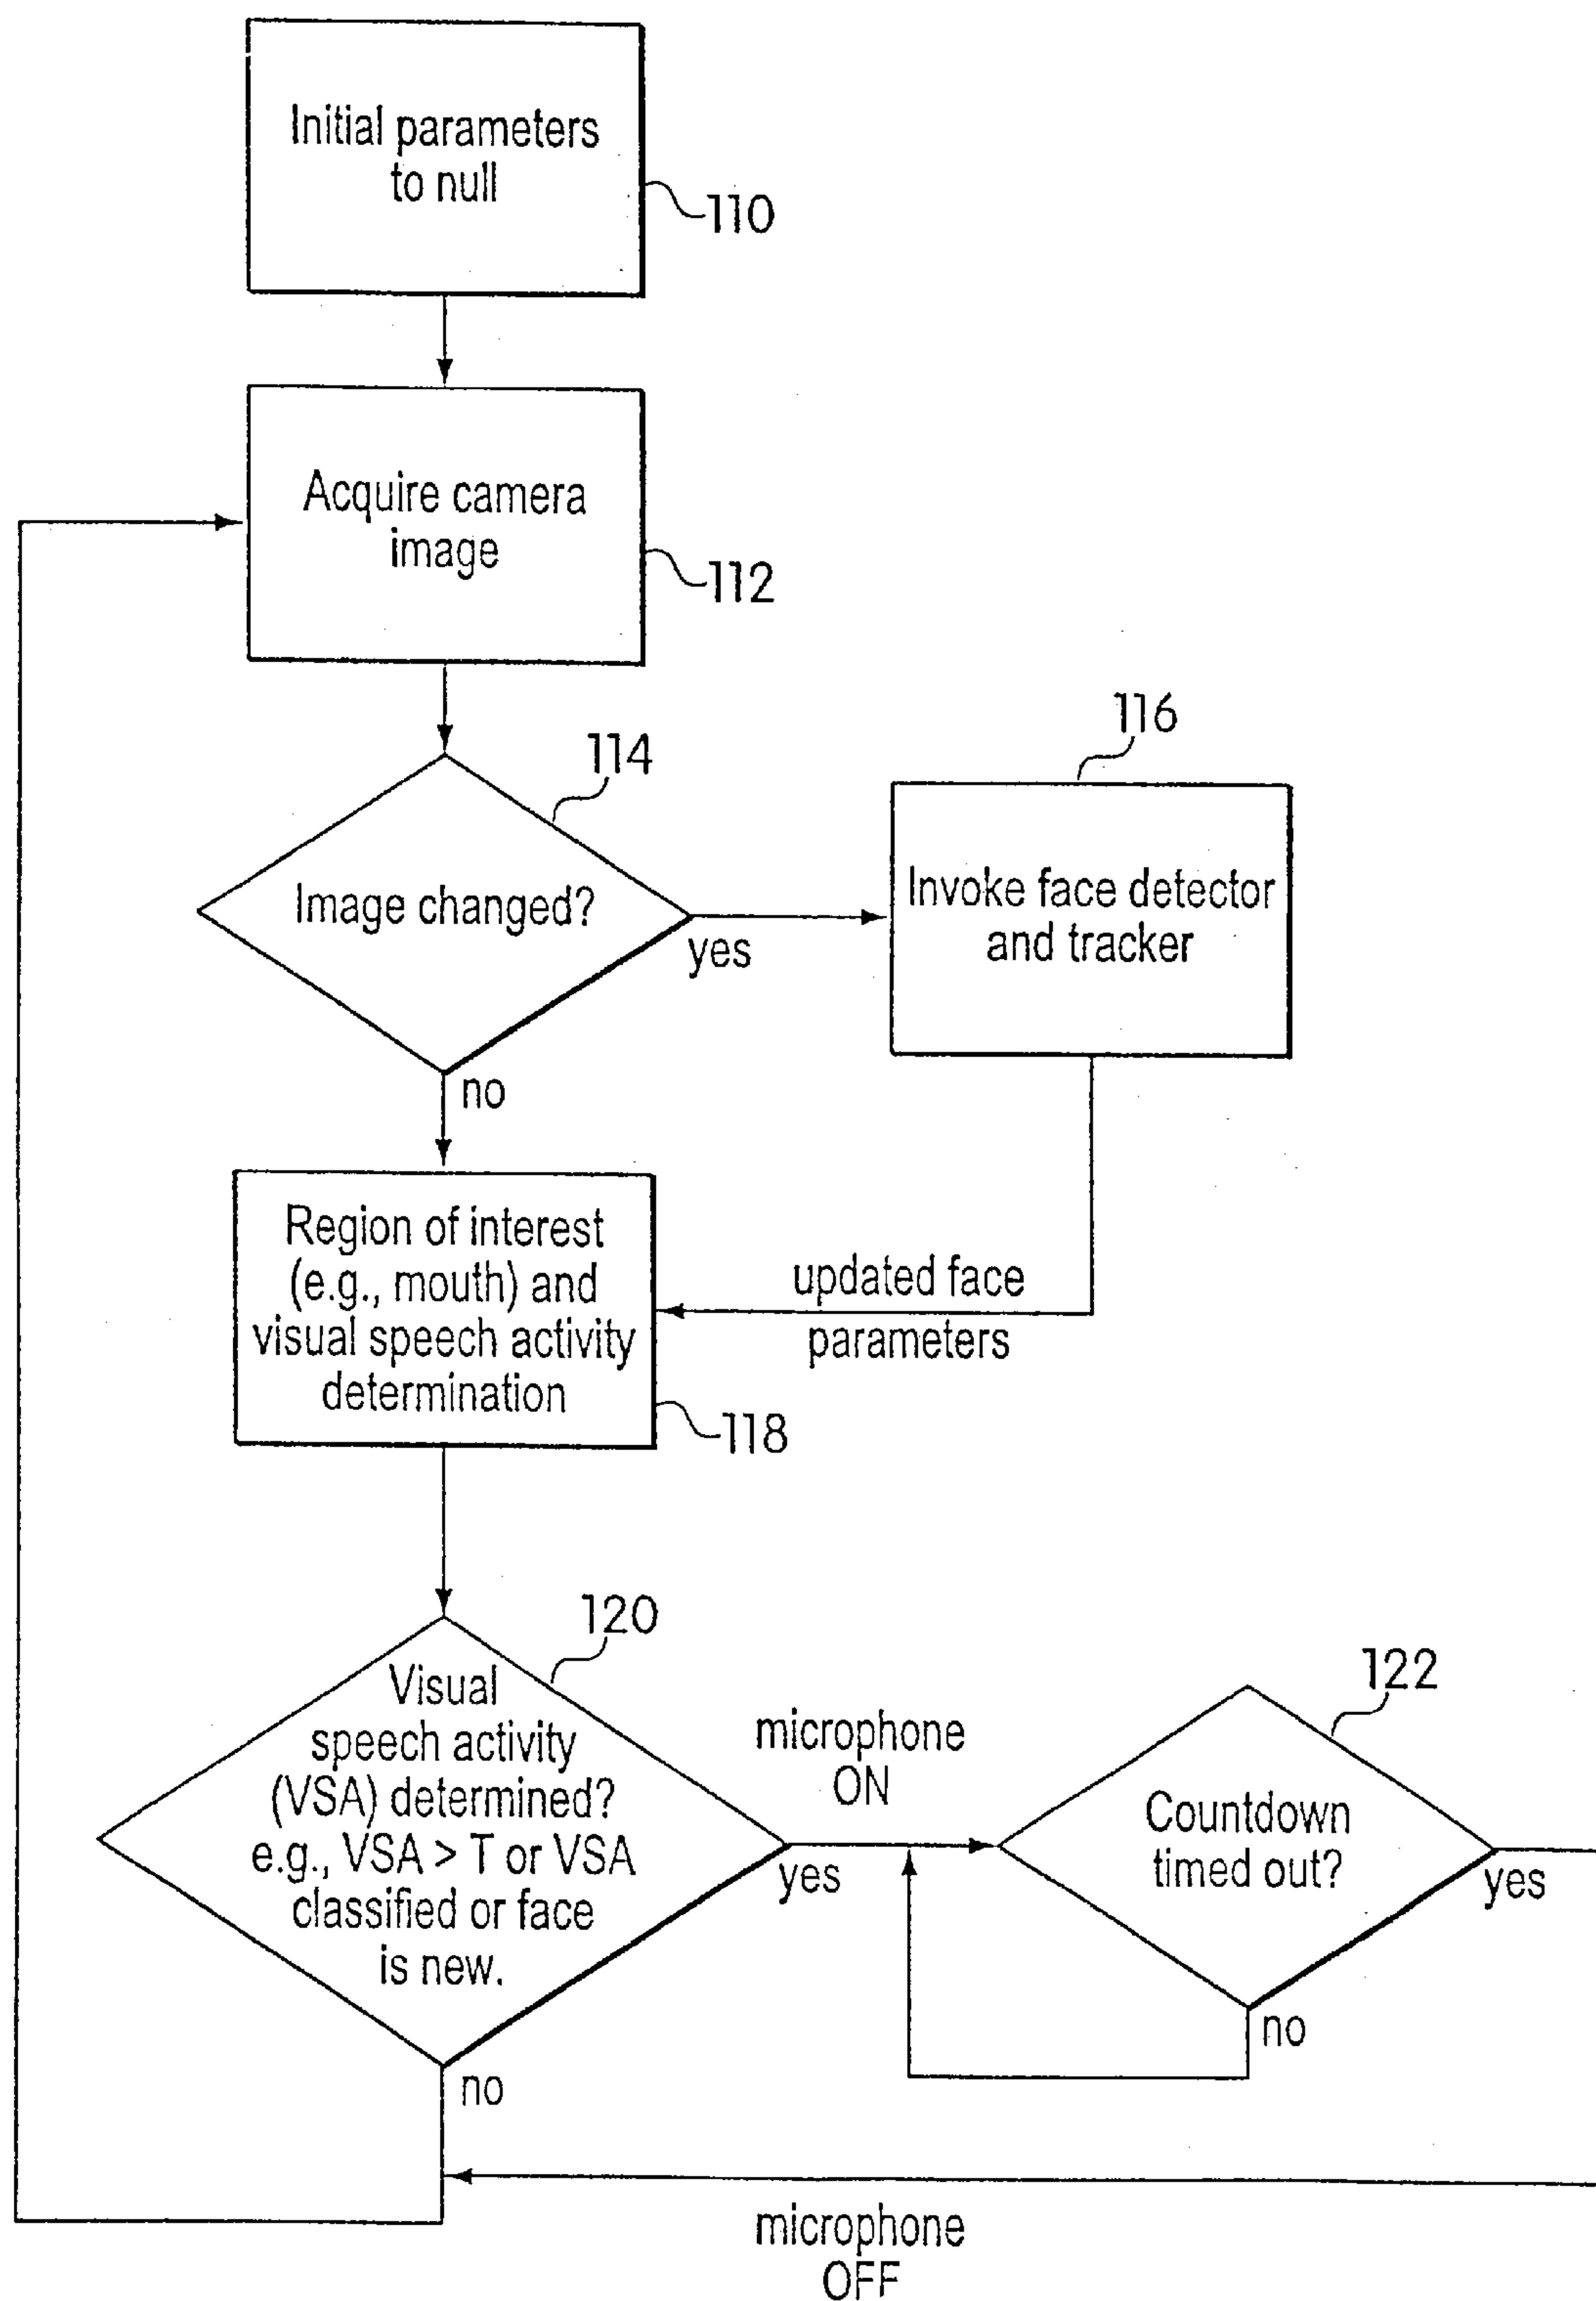 Initial parameters
to null
110
Acquire camera
image
112
114
116
Image changed?
yes
Invoke face detector
and tracker
no
Region of interest
(e.g., mouth) and
visual speech activity
determination
updated face
parameters
118
120
122
Visual
speech activity
(VSA) determined?
e.g., VSA > T or VSA
classified or face
is new.
microphone
ON
yes
Countdown
timed out?
yes
no
no
microphone
OFF